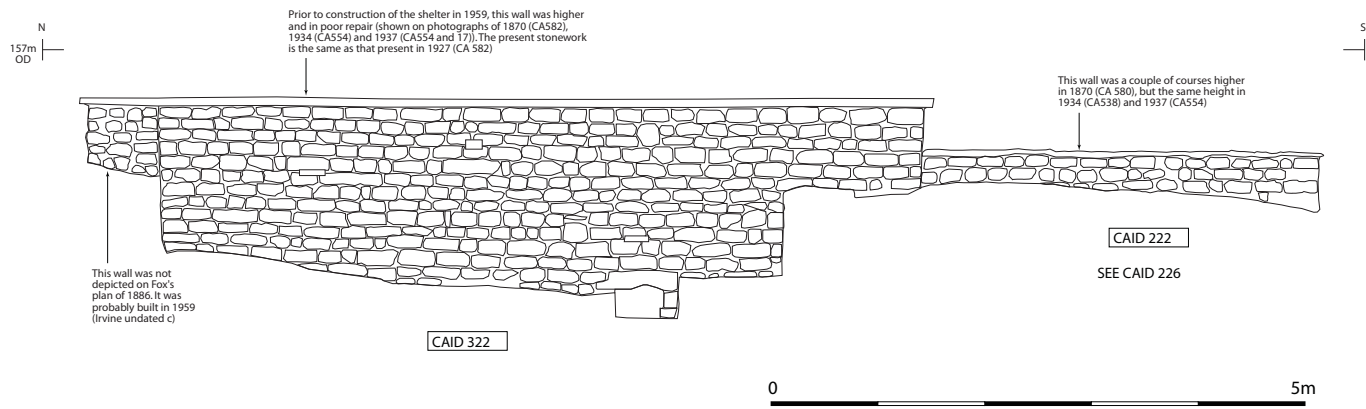 N
157m
OD
Prior to construction of the shelter in 1959, this wall was higher
and in poor repair (shown on photographs of 1870 (CA582),
1934 (CA554) and 1937 (CA554 and 17)). The present stonework
is the same as that present in 1927 (CA 582)
S
This wall was a couple of courses higher
in 1870 (CA 580), but the same height in
1934 (CA538) and 1937 (CA554)
This wall was not
depicted on Fox's
plan of 1886. It was
probably built in 1959
(Irvine undated c)
CAID 222
SEE CAID 226
CAID 322
0
5m